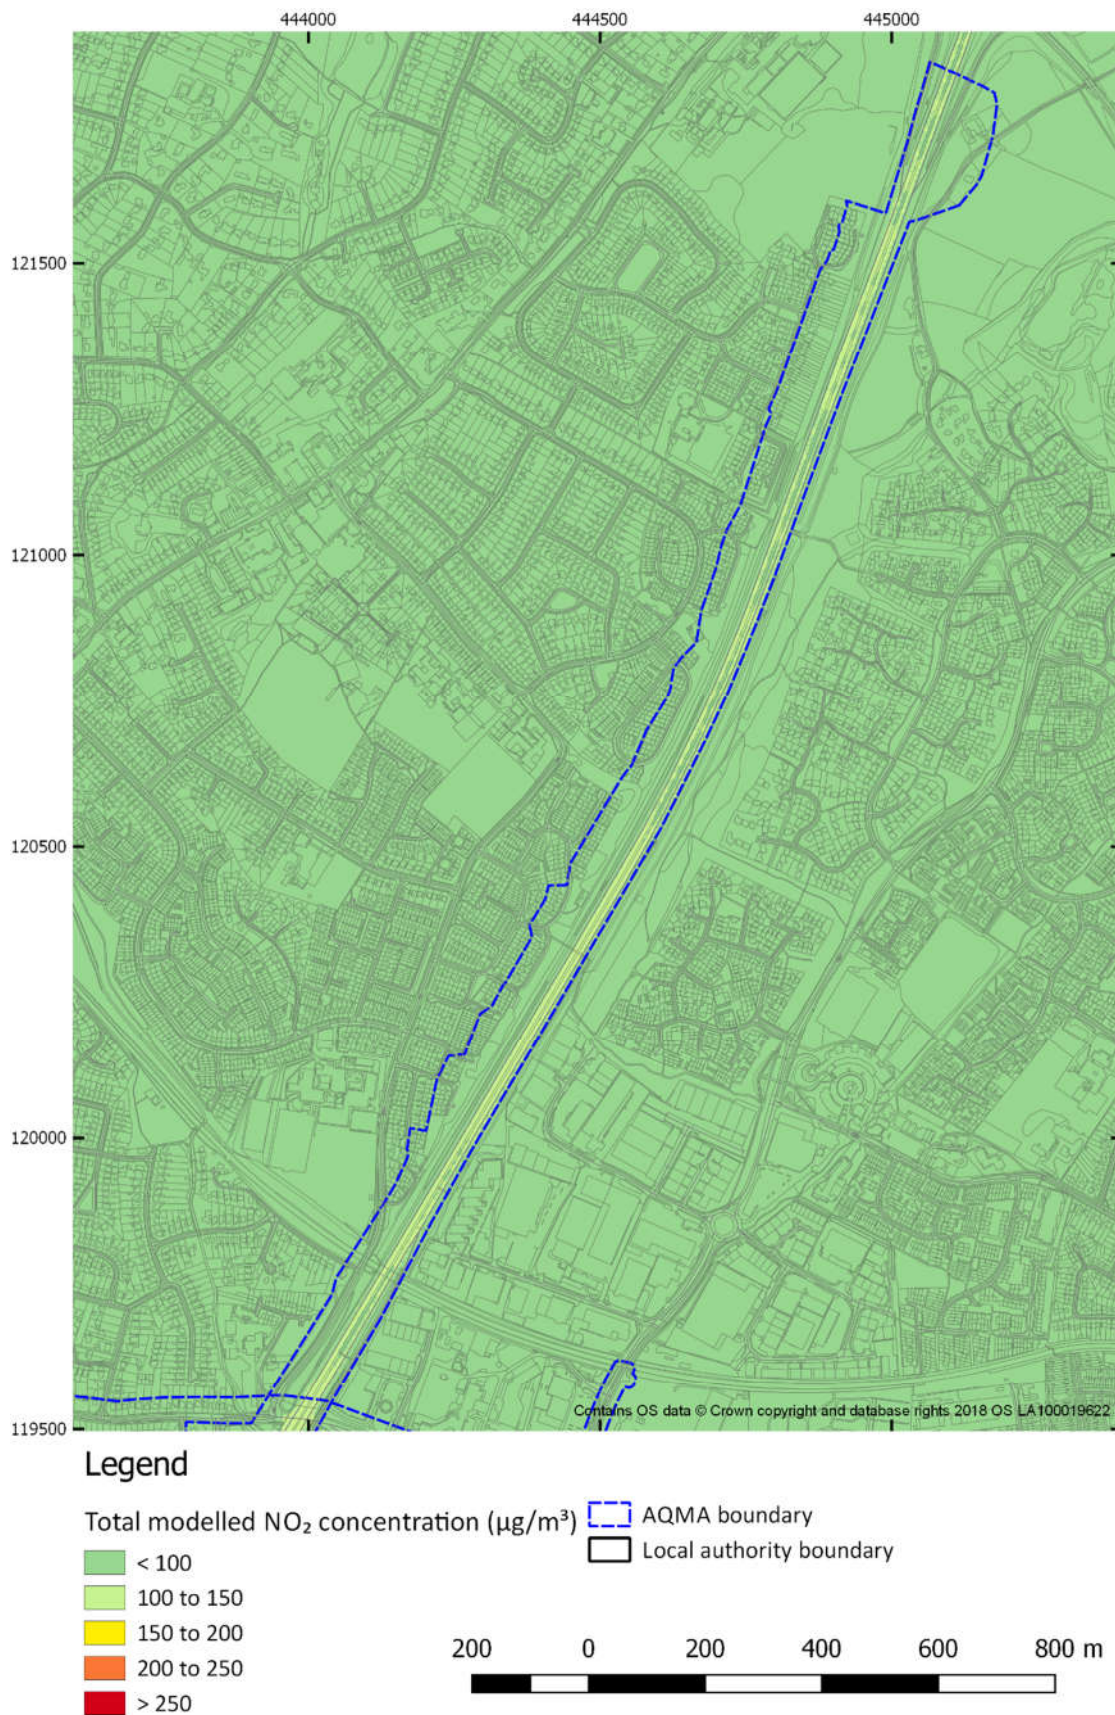 444000 444500 445000
121500
121000
120500
120000
119500
Contains OS data © Crown copyright and database rights 2018 OS LA100019622
Legend
Total modelled NO₂ concentration (µg/m³)
< 100
100 to 150
150 to 200
200 to 250
> 250
AQMA boundary
Local authority boundary
200 0 200 400 600 800 m